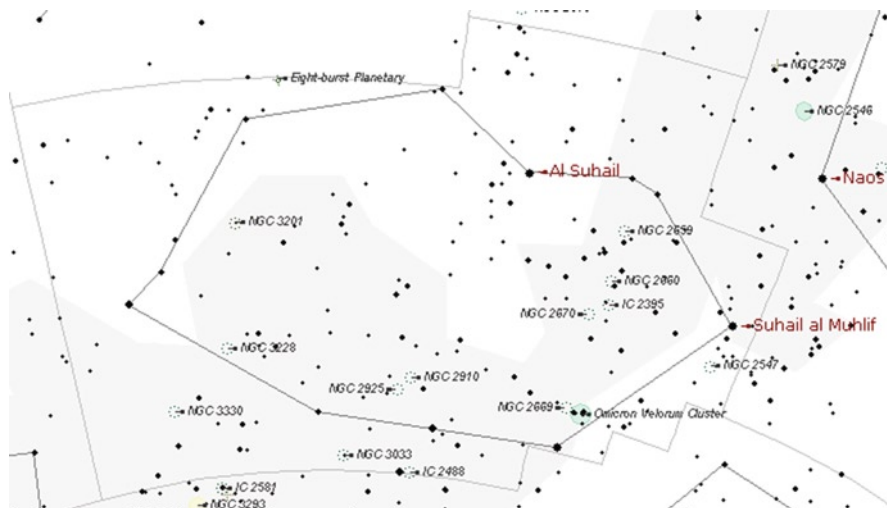 NGC 2579
Eight-burst Planetary
NGC 2546
Al Suhail
Naos
NGC 3201
NGC 2659
NGC 2660
IC 2395
NGC 2670
Suhail al Muhlif
NGC 3228
NGC 2547
NGC 2910
NGC 2925
NGC 2669
Omicron Velorum Cluster
NGC 3330
NGC 3033
IC 2488
IC 2581
NGC 3293